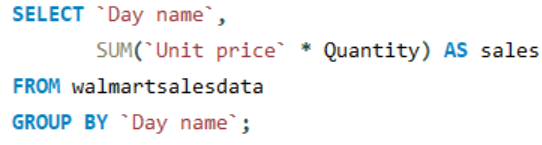 SELECT `Day name`,
SUM(`Unit price` * Quantity) AS sales
FROM walmartsalesdata
GROUP BY `Day name`;